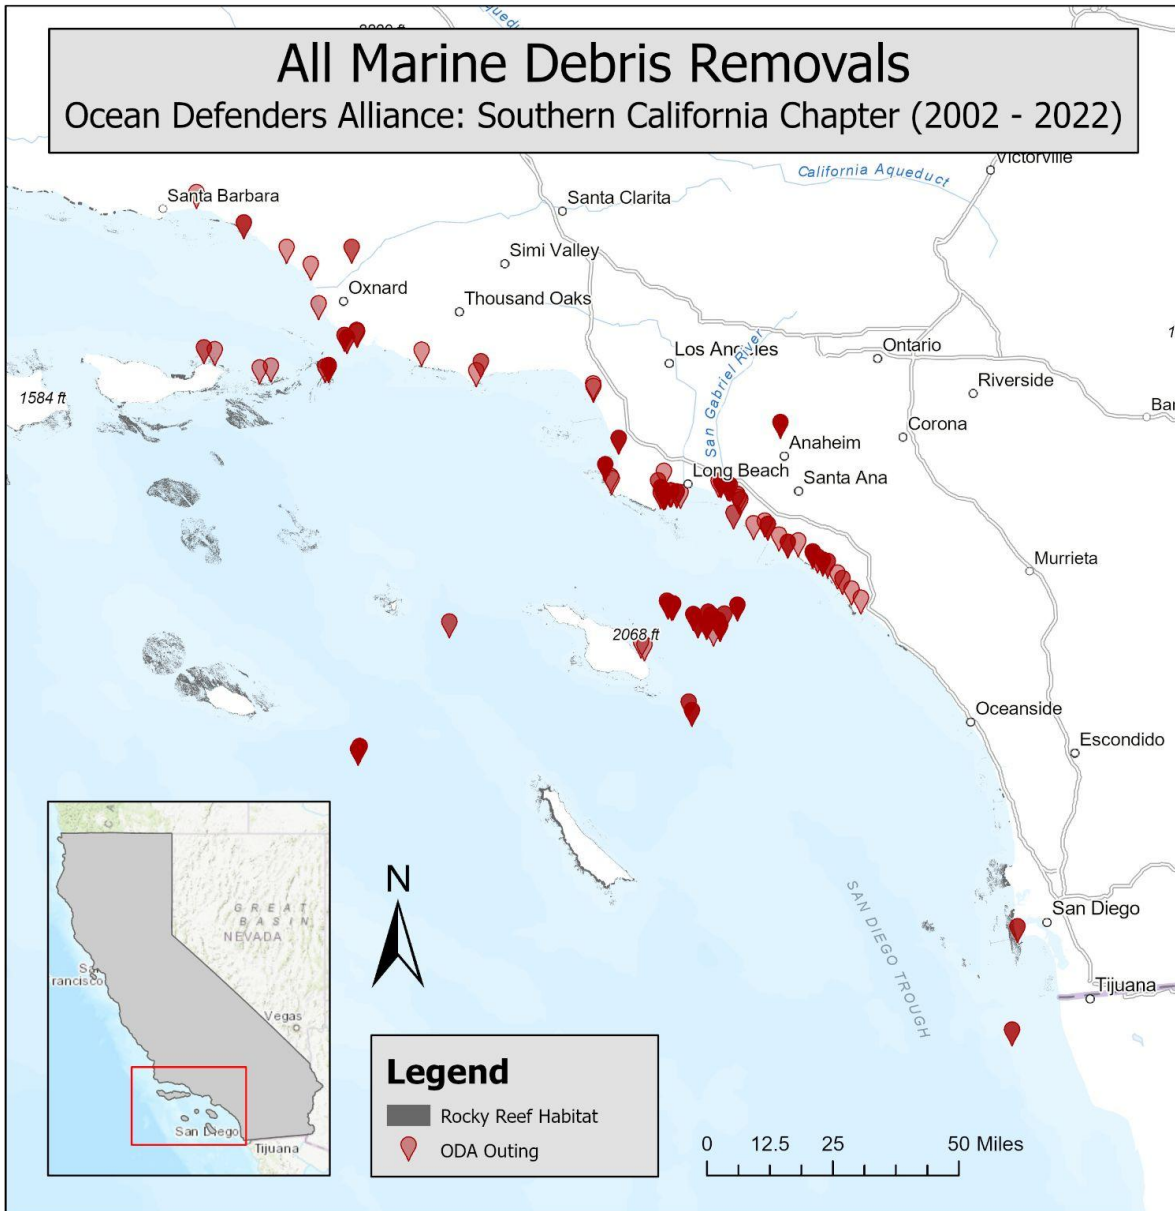 All Marine Debris Removals
Ocean Defenders Alliance: Southern California Chapter (2002 - 2022)
Victorville
California Aqueduct
Santa Barbara
Santa Clarita
Simi Valley
Oxnard
Thousand Oaks
Los Angeles
San Gabriel River
Ontario
Riverside
1584 ft
Corona
Anaheim
Long Beach
Santa Ana
Murrieta
2068 ft
Oceanside
Escondido
SAN DIEGO TROUGH
San Diego
Tijuana
GREAT
BASIN
NEVADA
San
Francisco
Vegas
San Diego
Tijuana
N
Legend
Rocky Reef Habitat
ODA Outing
0 12.5 25 50 Miles